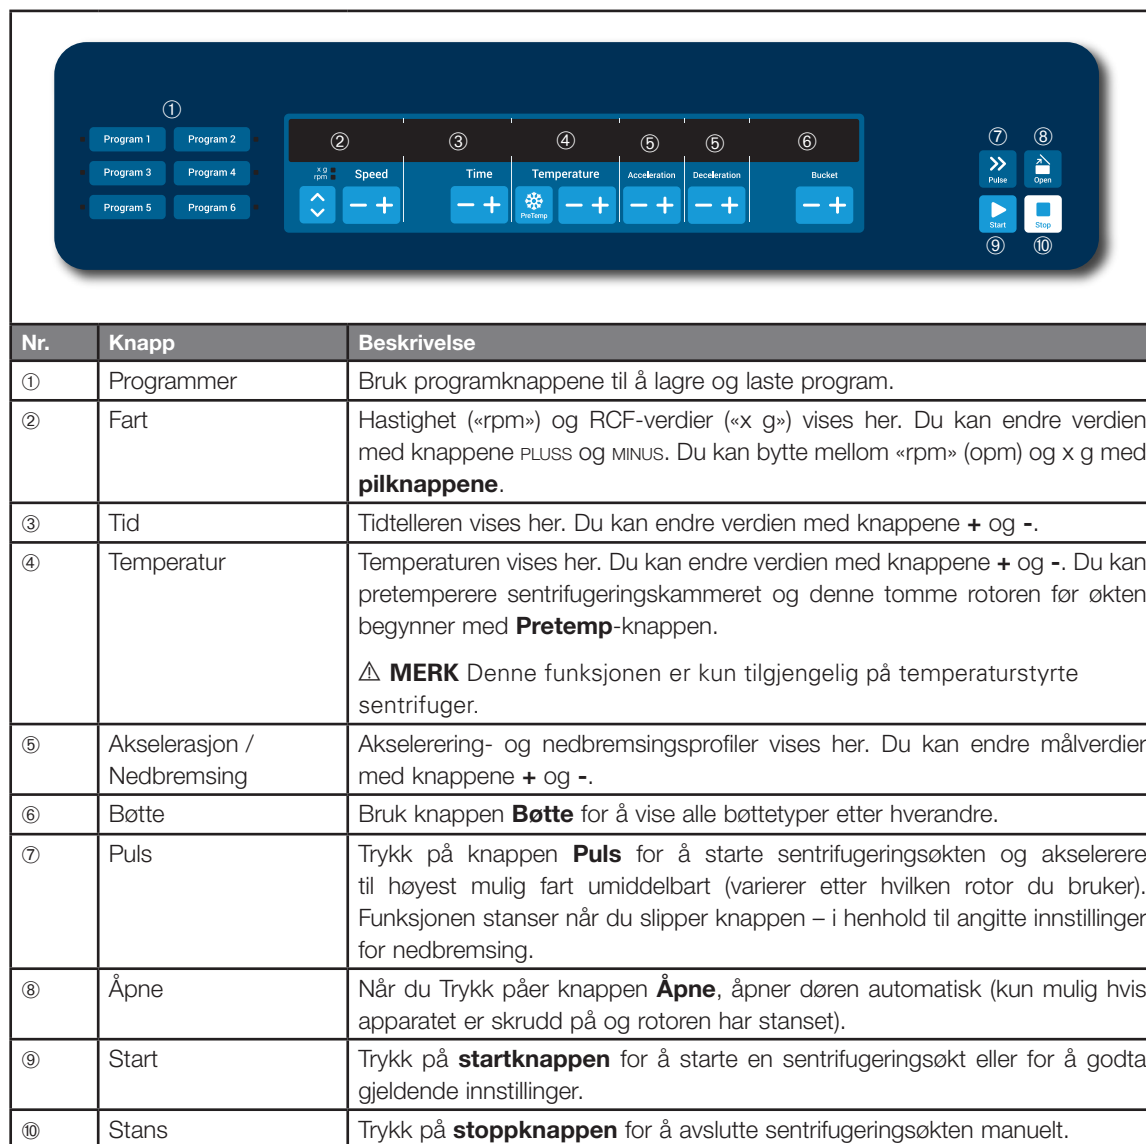 ①
Program 1 Program 2
Program 3 Program 4
Program 5 Program 6
② ③ ④ ⑤ ⑤ ⑥
x g
rpm
Speed Time Temperature Acceleration Deceleration Bucket
PreTemp
⑦ ⑧
Pulse Open
Start Stop
⑨ ⑩
Nr. Knapp Beskrivelse
① Programmer Bruk programknappene til å lagre og laste program.
② Fart Hastighet («rpm») og RCF-verdier («x g») vises her. Du kan endre verdien
med knappene PLUSS og MINUS. Du kan bytte mellom «rpm» (opm) og x g med
pilknappene.
③ Tid Tidtelleren vises her. Du kan endre verdien med knappene + og -.
④ Temperatur Temperaturen vises her. Du kan endre verdien med knappene + og -. Du kan
pretemperere sentrifugeringskammeret og denne tomme rotoren før økten
begynner med Pretemp-knappen.
⚠ MERK Denne funksjonen er kun tilgjengelig på temperaturstyrte
sentrifuger.
⑤ Akselerasjon / Akselerering- og nedbremsingsprofiler vises her. Du kan endre målverdier
Nedbremsing med knappene + og -.
⑥ Bøtte Bruk knappen Bøtte for å vise alle bøttetyper etter hverandre.
⑦ Puls Trykk på knappen Puls for å starte sentrifugeringsøkten og akselerere
til høyest mulig fart umiddelbart (varierer etter hvilken rotor du bruker).
Funksjonen stanser når du slipper knappen – i henhold til angitte innstillinger
for nedbremsing.
⑧ Åpne Når du Trykk påer knappen Åpne, åpner døren automatisk (kun mulig hvis
apparatet er skrudd på og rotoren har stanset).
⑨ Start Trykk på startknappen for å starte en sentrifugeringsøkt eller for å godta
gjeldende innstillinger.
⑩ Stans Trykk på stoppknappen for å avslutte sentrifugeringsøkten manuelt.